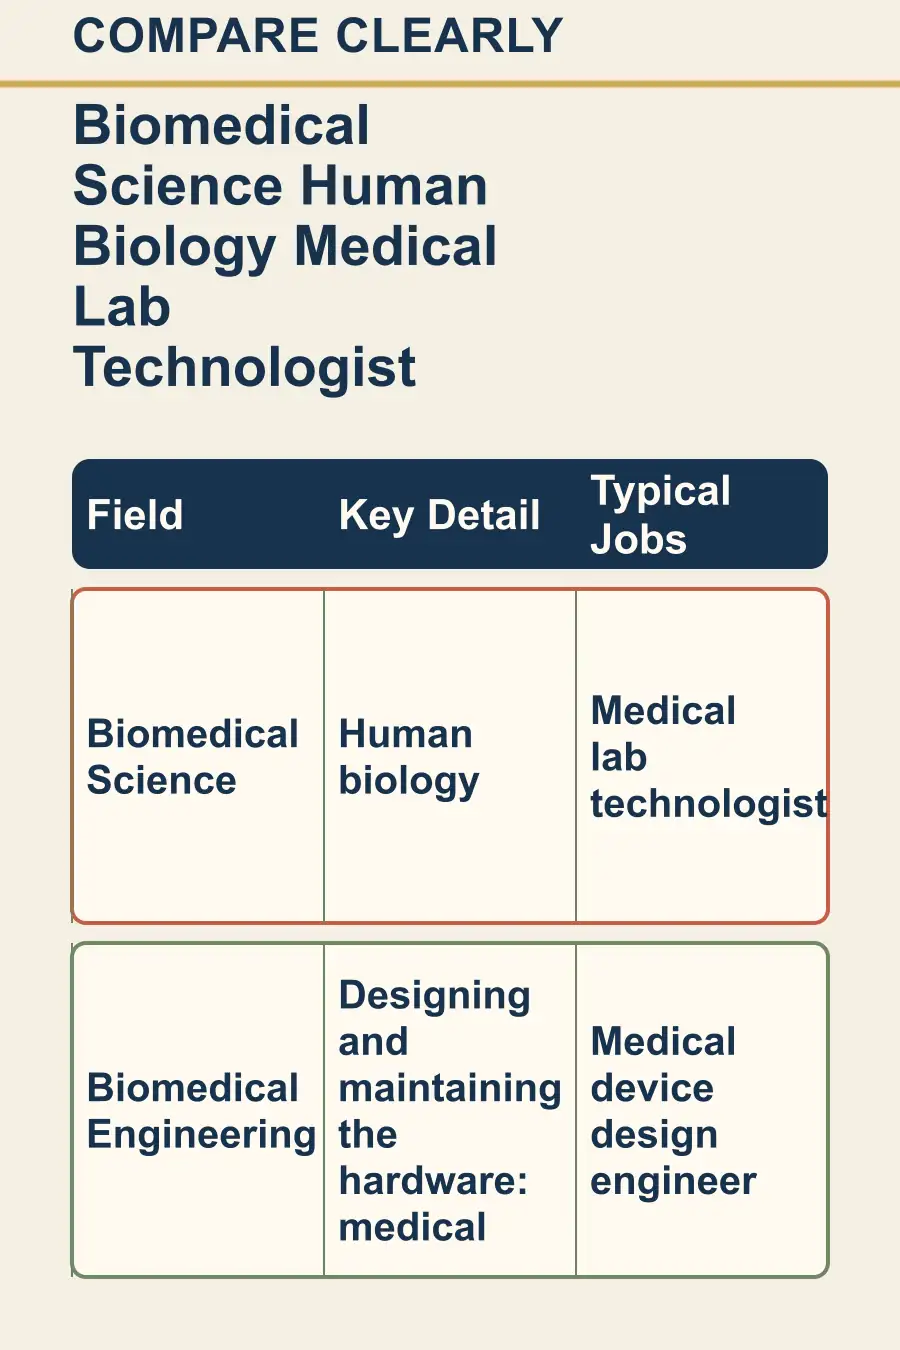 COMPARE CLEARLY
Biomedical
Science Human
Biology Medical
Lab
Technologist
Field
Key Detail
Typical
Jobs
Biomedical
Science
Human
biology
Medical
lab
technologist
Biomedical
Engineering
Designing
and
maintaining
the
hardware:
medical
Medical
device
design
engineer